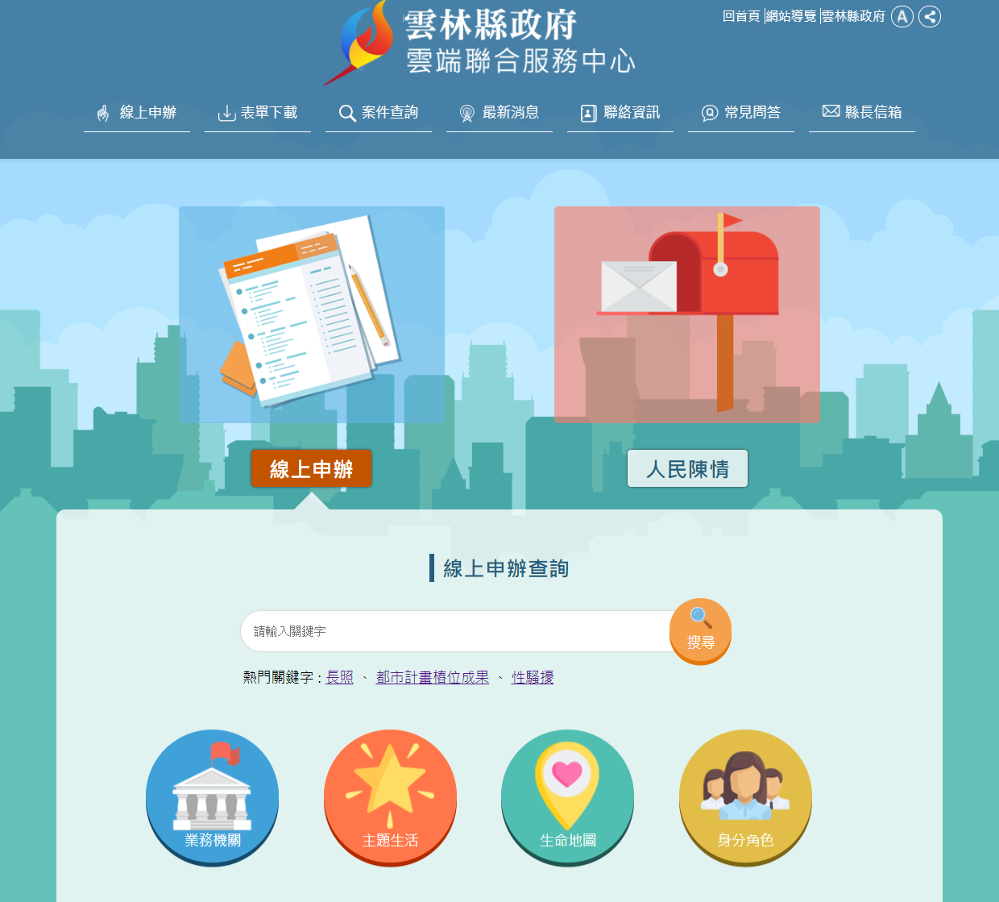 回首頁 網站導覽 雲林縣政府 A
雲林縣政府
雲端聯合服務中心
線上申辦 表單下載 案件查詢 最新消息 聯絡資訊 常見問答 縣長信箱
線上申辦 人民陳情
線上申辦查詢
請輸入關鍵字 搜尋
熱門關鍵字 : 長照 、 都市計畫樁位成果 、 性騷擾
業務機關 主題生活 生命地圖 身分角色